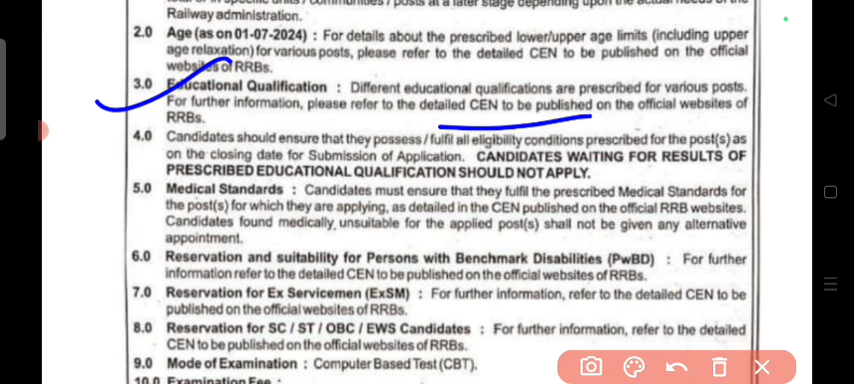 Railway administration.
2.0 Age (as on 01-07-2024) : For details about the prescribed lower/upper age limits (including upper
age relaxation) for various posts, please refer to the detailed CEN to be published on the official
websites of RRBs.
3.0 Educational Qualification : Different educational qualifications are prescribed for various posts.
For further information, please refer to the detailed CEN to be published on the official websites of
RRBs.
4.0 Candidates should ensure that they possess / fulfil all eligibility conditions prescribed for the post(s) as
on the closing date for Submission of Application. CANDIDATES WAITING FOR RESULTS OF
PRESCRIBED EDUCATIONAL QUALIFICATION SHOULD NOT APPLY.
5.0 Medical Standards : Candidates must ensure that they fulfil the prescribed Medical Standards for
the post(s) for which they are applying, as detailed in the CEN published on the official RRB websites.
Candidates found medically unsuitable for the applied post(s) shall not be given any alternative
appointment.
6.0 Reservation and suitability for Persons with Benchmark Disabilities (PwBD) : For further
information refer to the detailed CEN to be published on the official websites of RRBs.
7.0 Reservation for Ex Servicemen (ExSM) : For further information, refer to the detailed CEN to be
published on the official websites of RRBs.
8.0 Reservation for SC / ST / OBC / EWS Candidates : For further information, refer to the detailed
CEN to be published on the official websites of RRBs.
9.0 Mode of Examination : Computer Based Test (CBT).
10.0 Examination Fee :